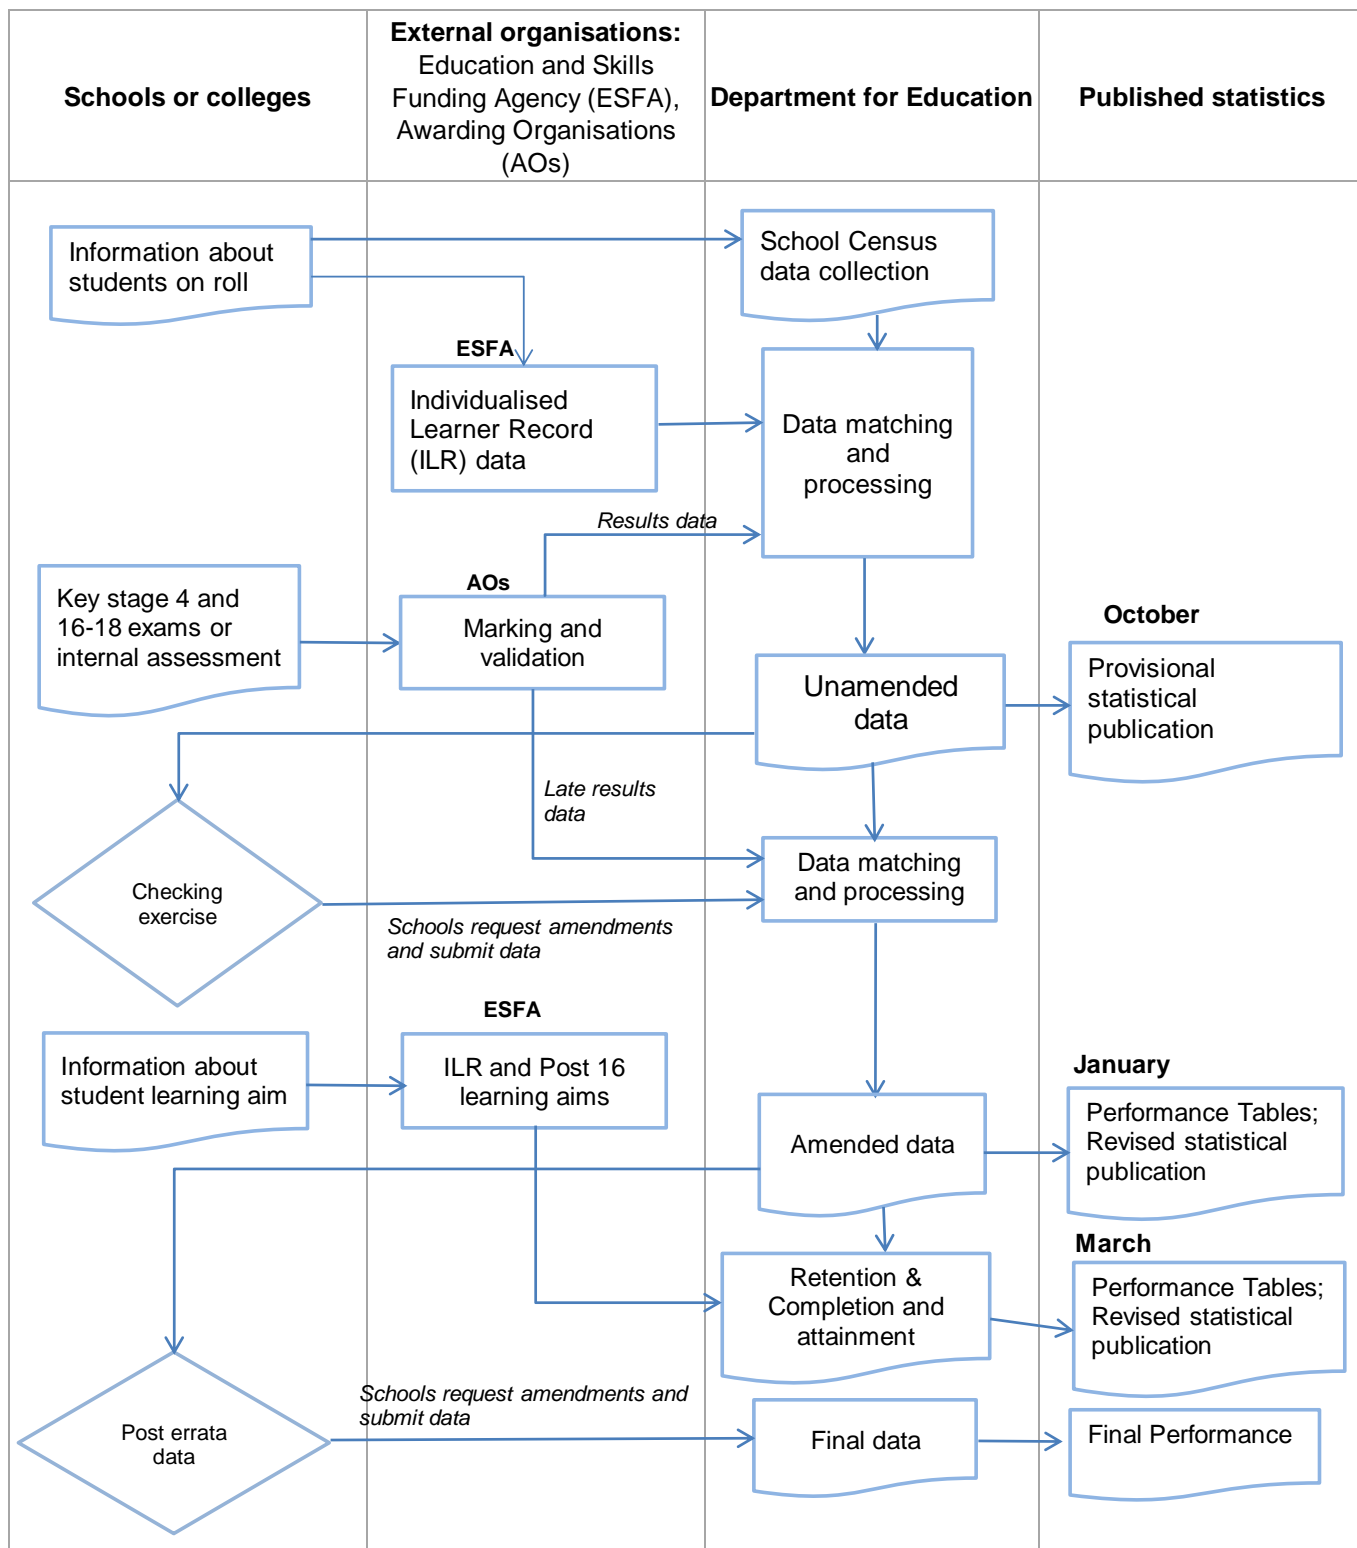 Schools or colleges
External organisations:
Education and Skills
Funding Agency (ESFA),
Awarding Organisations
(AOs)
Department for Education
Published statistics
Information about
students on roll
School Census
data collection
ESFA
Individualised
Learner Record
(ILR) data
Data matching
and
processing
Results data
Key stage 4 and
16-18 exams or
internal assessment
AOs
Marking and
validation
Unamended
data
October
Provisional
statistical
publication
Late results
data
Checking
exercise
Data matching
and processing
Schools request amendments
and submit data
ESFA
Information about
student learning aim
ILR and Post 16
learning aims
Amended data
January
Performance Tables;
Revised statistical
publication
March
Retention &
Completion and
attainment
Performance Tables;
Revised statistical
publication
Schools request amendments and
submit data
Post errata
data
Final data
Final Performance